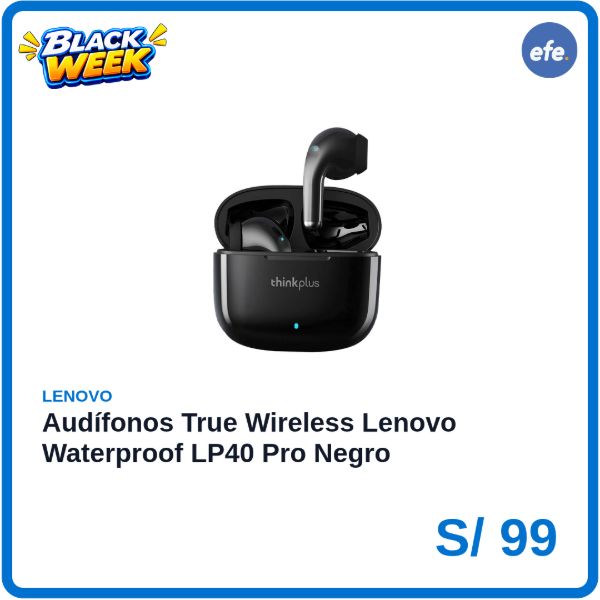 BLACK
WEEK
efe.
thinkplus
LENOVO
Audífonos True Wireless Lenovo
Waterproof LP40 Pro Negro
S/ 99